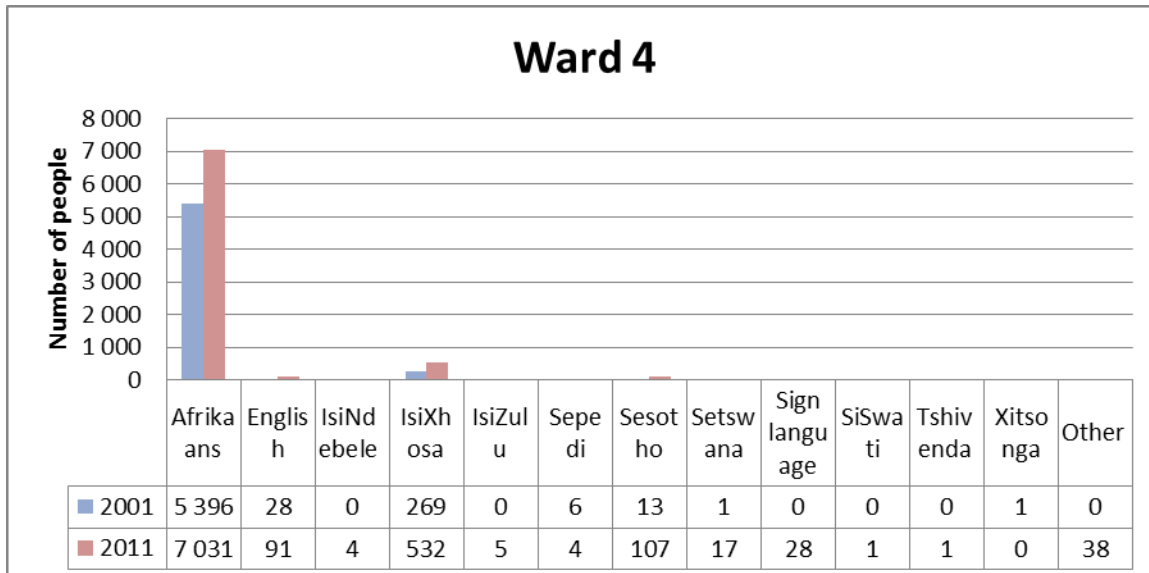 Ward 4
Number of people
8 000
7 000
6 000
5 000
4 000
3 000
2 000
1 000
0
Afrika Englis IsiNd IsiXh IsiZul Sepe Sesot Setsw Sign SiSwa Tshiv Xitso Other
ans h ebele osa u di ho ana langu ti enda nga
age
2001 5 396 28 0 269 0 6 13 1 0 0 0 1 0
2011 7 031 91 4 532 5 4 107 17 28 1 1 0 38